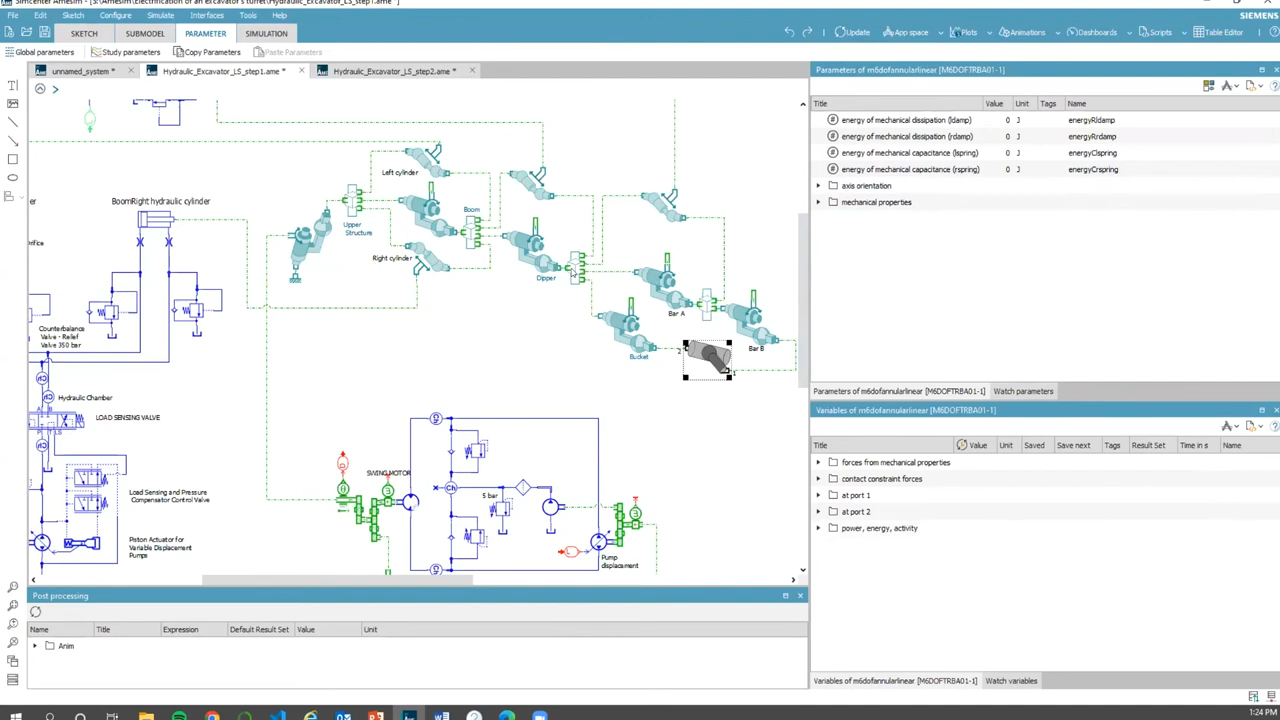 Simcenter Amesim - [S:\Amesim\Electrification of an excavator's turret\Hydraulic_Excavator_LS_step1.ame *
File Edit Sketch Configure Simulate Interfaces Tools Help
SIEMENS
SKETCH SUBMODEL PARAMETER SIMULATION
Update App space Plots Animations Dashboards Scripts Table Editor
Global parameters Study parameters Copy Parameters Paste Parameters
unnamed_system * Hydraulic_Excavator_LS_step1.ame * Hydraulic_Excavator_LS_step2.ame *
Parameters of m6dofannularlinear [M6DOFTRBA01-1]
Title Value Unit Tags Name
energy of mechanical dissipation (ldamp) 0 J energyRldamp
energy of mechanical dissipation (rdamp) 0 J energyRrdamp
energy of mechanical capacitance (lspring) 0 J energyClspring
energy of mechanical capacitance (rspring) 0 J energyCrspring
axis orientation
mechanical properties
Parameters of m6dofannularlinear [M6DOFTRBA01-1] Watch parameters
Variables of m6dofannularlinear [M6DOFTRBA01-1]
Title Value Unit Saved Save next Tags Result Set Time in s Name
forces from mechanical properties
contact constraint forces
at port 1
at port 2
power, energy, activity
Variables of m6dofannularlinear [M6DOFTRBA01-1] Watch variables
Left cylinder
BoomRight hydraulic cylinder
Boom
Upper
Structure
Right cylinder
Dipper
Bar A
Bar B
Bucket
2
1
Counterbalance
Valve - Relief
Valve 350 bar
Hydraulic Chamber
Ch
Ch
A B
P T LS
LOAD SENSING VALVE
Load Sensing and Pressure
Compensator Control Valve
Piston Actuator for
Variable Displacement
Pumps
SWING MOTOR
Ch
5 bar
Pump
displacement
Post processing
Name Title Expression Default Result Set Value Unit
Anim
1:24 PM